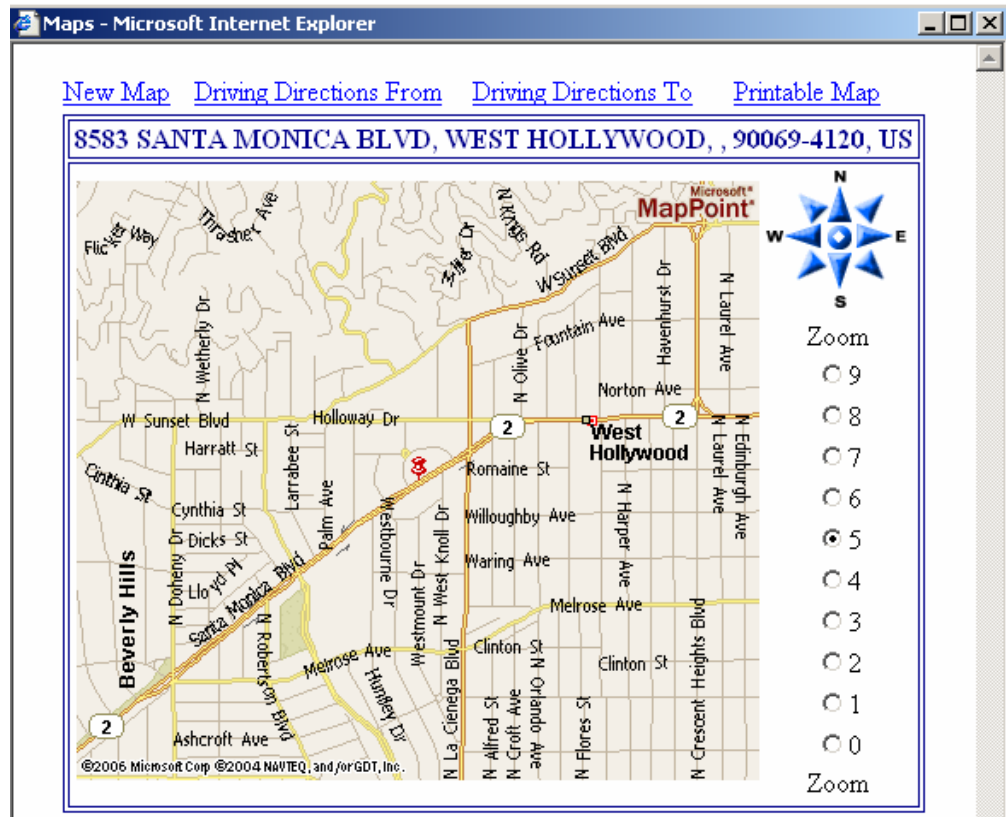 Maps - Microsoft Internet Explorer
New Map Driving Directions From Driving Directions To Printable Map
8583 SANTA MONICA BLVD, WEST HOLLYWOOD, , 90069-4120, US
Microsoft®
MapPoint®
N
W
E
S
Flicker Way
Thrasher Ave
N Kings Rd
Miller Dr
W Sunset Blvd
N Wetherly Dr
Fountain Ave
N Olive Dr
Havenhurst Dr
N Laurel Ave
Norton Ave
W Sunset Blvd
Holloway Dr
2
2
West
Hollywood
Harratt St
Larrabee St
Romaine St
N Laurel Ave
N Edinburgh Ave
Cinthia St
Palm Ave
Cynthia St
Westbourne Dr
N West Knoll Dr
Willoughby Ave
N Harper Ave
N Doheny Dr
Dicks St
Lloyd Pl
Santa Monica Blvd
Westmount Dr
Waring Ave
Beverly Hills
N Robertson Blvd
Melrose Ave
Melrose Ave
N Crescent Heights Blvd
Huntley Dr
N La Cienega Blvd
Clinton St
Clinton St
N Orlando Ave
N Alfred St
N Croft Ave
N Flores St
2
Ashcroft Ave
©2006 Microsoft Corp ©2004 NAVTEQ, and/or GDT, Inc.
Zoom
9
8
7
6
5
4
3
2
1
0
Zoom